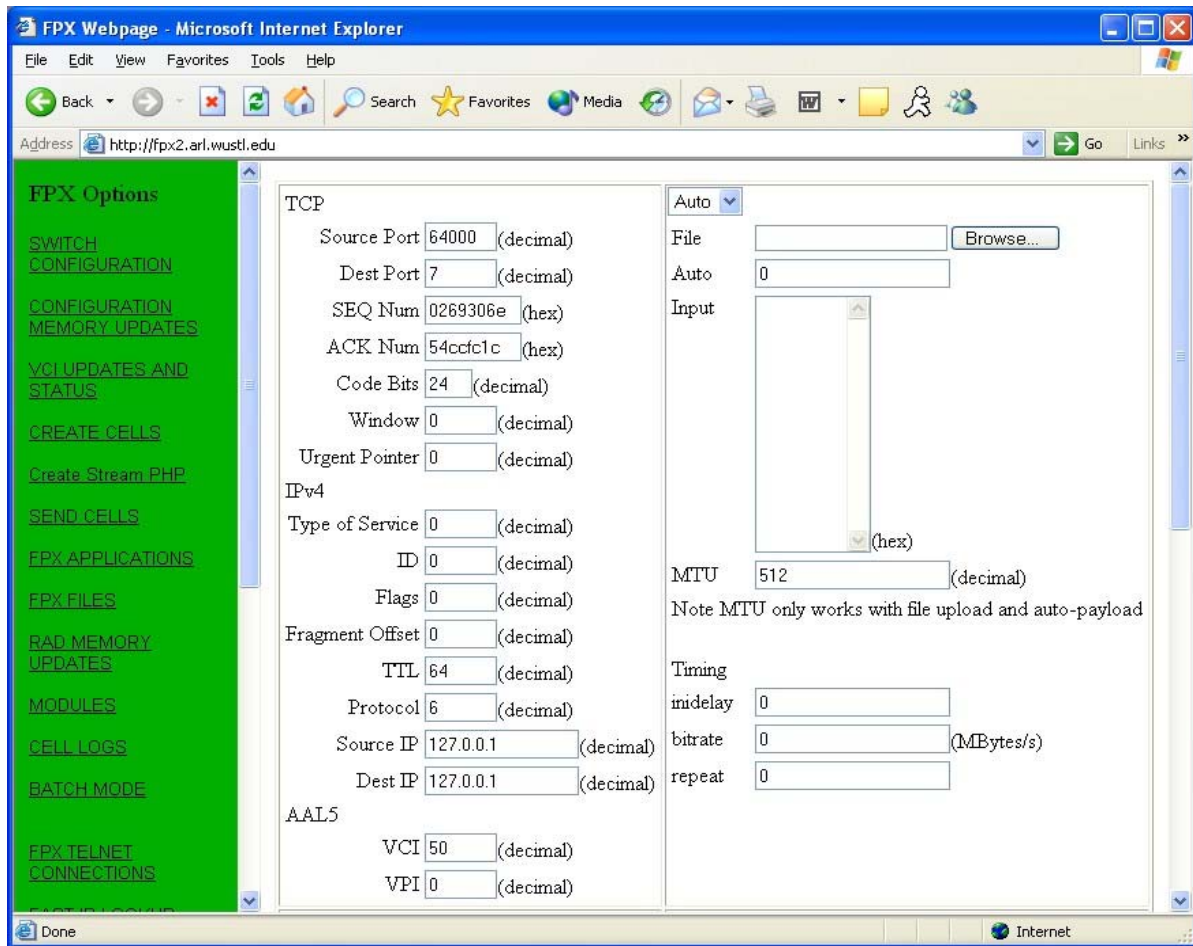 FPX Webpage - Microsoft Internet Explorer
File Edit View Favorites Tools Help
Back Search Favorites Media
Address http://fpx2.arl.wustl.edu Go Links »
FPX Options
SWITCH
CONFIGURATION
CONFIGURATION
MEMORY UPDATES
VCI UPDATES AND
STATUS
CREATE CELLS
Create Stream PHP
SEND CELLS
FPX APPLICATIONS
FPX FILES
RAD MEMORY
UPDATES
MODULES
CELL LOGS
BATCH MODE
FPX TELNET
CONNECTIONS
FAST IP LOOKUP
TCP
Source Port 64000 (decimal)
Dest Port 7 (decimal)
SEQ Num 0269306e (hex)
ACK Num 54ccfc1c (hex)
Code Bits 24 (decimal)
Window 0 (decimal)
Urgent Pointer 0 (decimal)
IPv4
Type of Service 0 (decimal)
ID 0 (decimal)
Flags 0 (decimal)
Fragment Offset 0 (decimal)
TTL 64 (decimal)
Protocol 6 (decimal)
Source IP 127.0.0.1 (decimal)
Dest IP 127.0.0.1 (decimal)
AAL5
VCI 50 (decimal)
VPI 0 (decimal)
Auto
File Browse...
Auto 0
Input (hex)
MTU 512 (decimal)
Note MTU only works with file upload and auto-payload
Timing
inidelay 0
bitrate 0 (MBytes/s)
repeat 0
Done Internet